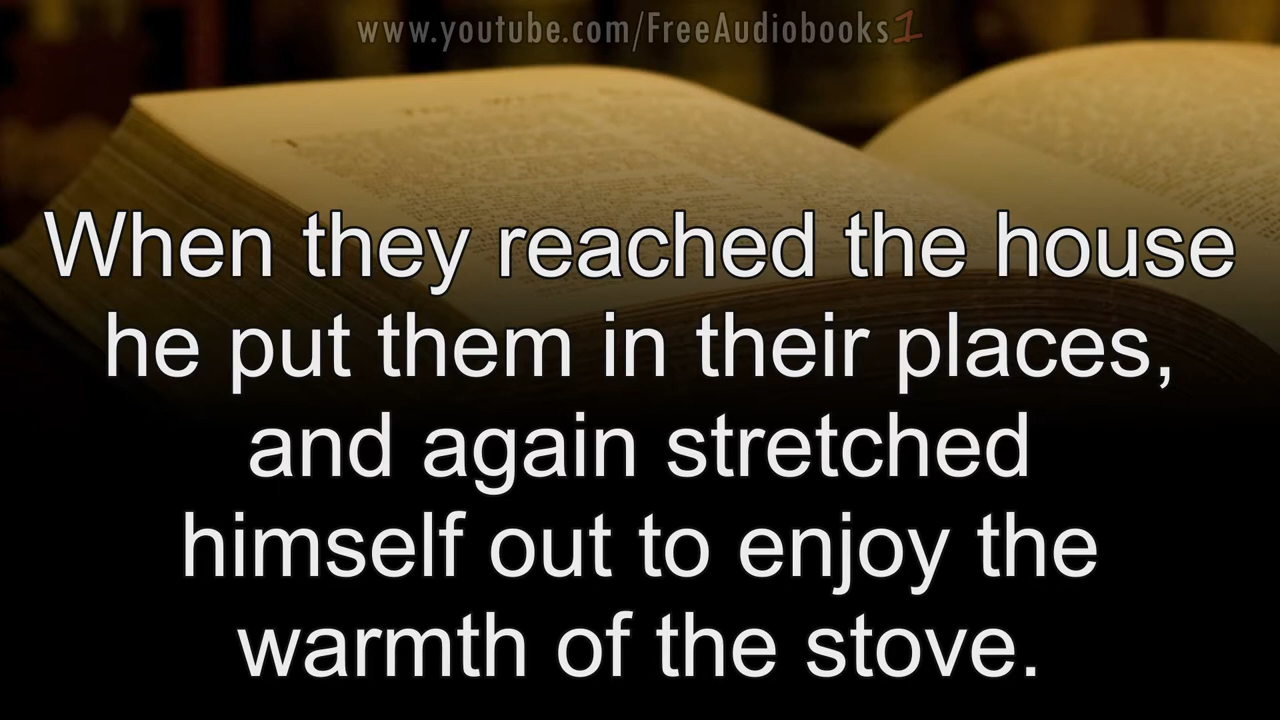 www.youtube.com/FreeAudiobooks1
When they reached the house
he put them in their places,
and again stretched
himself out to enjoy the
warmth of the stove.